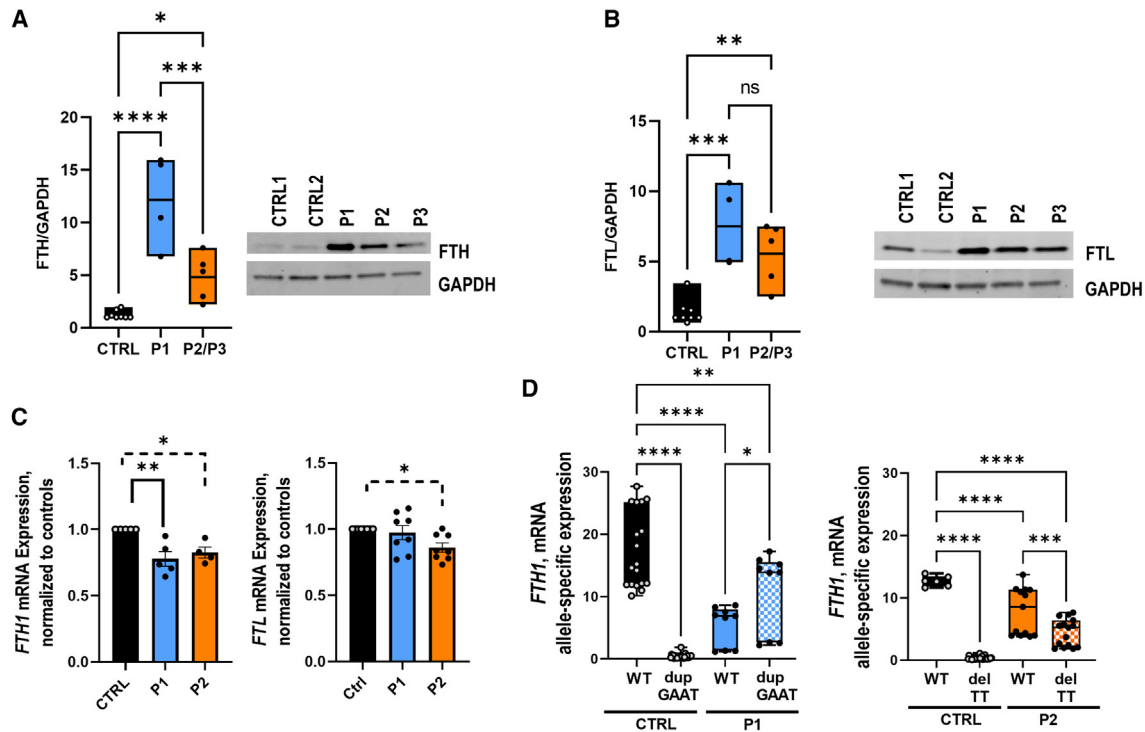 A
*
***
****
20
15
10
5
0
FTH/GAPDH
CTRL
P1
P2/P3
CTRL1
CTRL2
P1
P2
P3
FTH
GAPDH
B
**
ns
***
15
10
5
0
FTL/GAPDH
CTRL
P1
P2/P3
CTRL1
CTRL2
P1
P2
P3
FTL
GAPDH
C
*
**
1.5
1.0
0.5
0.0
FTH1 mRNA Expression,
normalized to controls
CTRL
P1
P2
*
1.5
1.0
0.5
0.0
FTL mRNA Expression,
normalized to controls
Ctrl
P1
P2
D
**
****
****
*
30
20
10
0
FTH1, mRNA
allele-specific expression
WT
dup
GAAT
WT
dup
GAAT
CTRL
P1
****
****
****
***
30
20
10
0
FTH1, mRNA
allele-specific expression
WT
del
TT
WT
del
TT
CTRL
P2